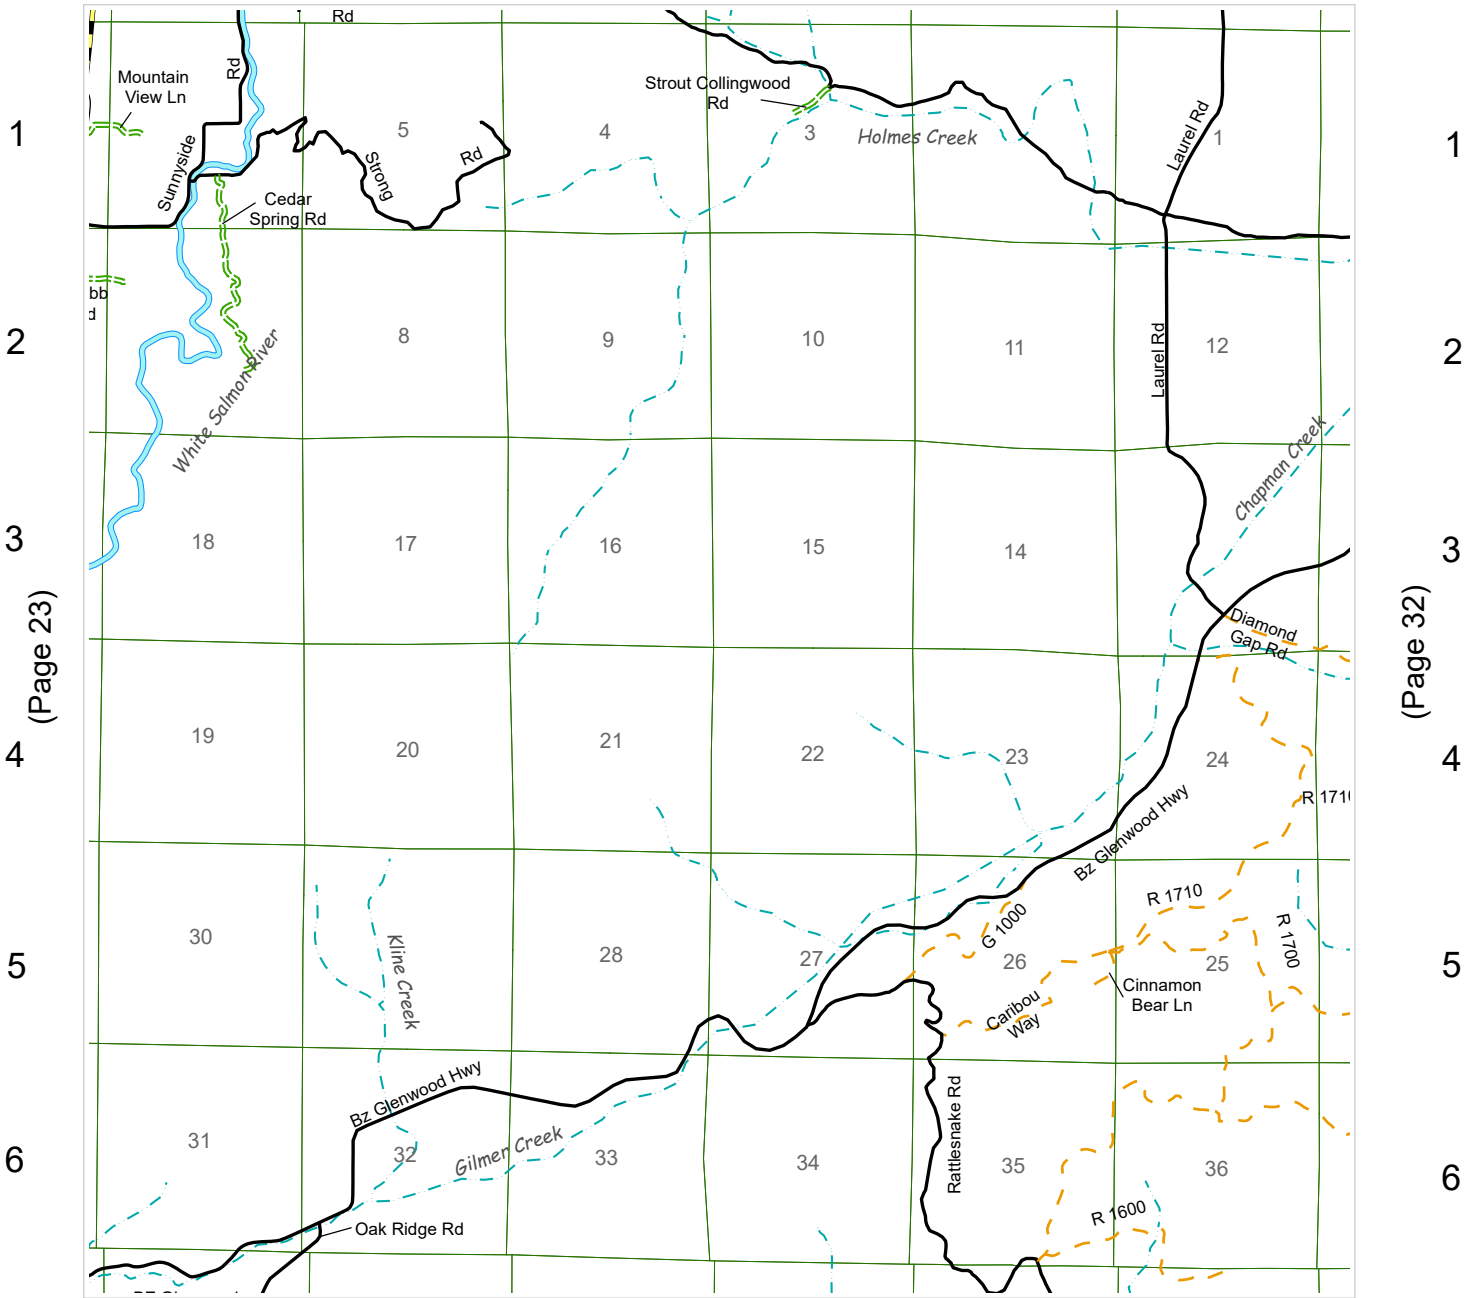 Rd
Rd
Mountain
View Ln
Strout Collingwood
Rd
1
5
4
3
Holmes Creek
Laurel Rd
1
1
Sunnyside
Strong
Rd
Cedar
Spring Rd
bb
d
2
8
9
10
11
Laurel Rd
12
2
White Salmon River
Chapman Creek
3
18
17
16
15
14
3
(Page 23)
(Page 32)
Diamond
Gap Rd
19
20
21
22
23
24
4
4
R 1710
Bz Glenwood Hwy
R 1710
G 1000
R 1700
30
Kline Creek
28
27
26
25
5
5
Cinnamon
Bear Ln
Caribou
Way
Bz Glenwood Hwy
Rattlesnake Rd
31
32
Gilmer Creek
33
34
35
36
6
6
R 1600
Oak Ridge Rd